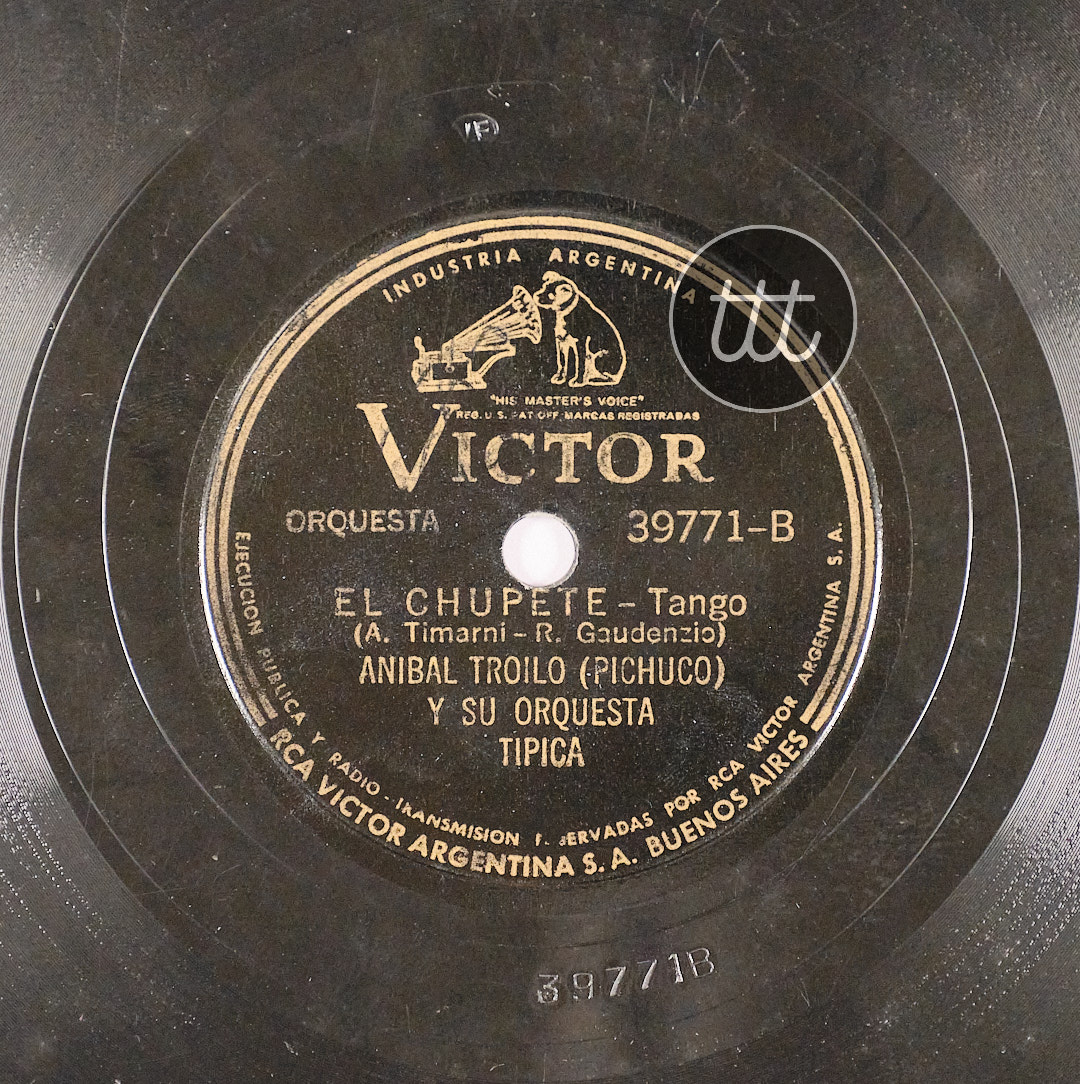 (F)
INDUSTRIA ARGENTINA
ttt
"HIS MASTER'S VOICE"
REG. U.S. PAT OFF. MARCAS REGISTRADAS
VICTOR
ORQUESTA 39771-B
EL CHUPETE - Tango
(A. Timarni - R. Gaudenzio)
ANIBAL TROILO (PICHUCO)
Y SU ORQUESTA
TIPICA
EJECUCION PUBLICA Y RADIO-TRANSMISION RESERVADAS POR RCA VICTOR ARGENTINA S.A.
RCA VICTOR ARGENTINA S.A. BUENOS AIRES
39771B